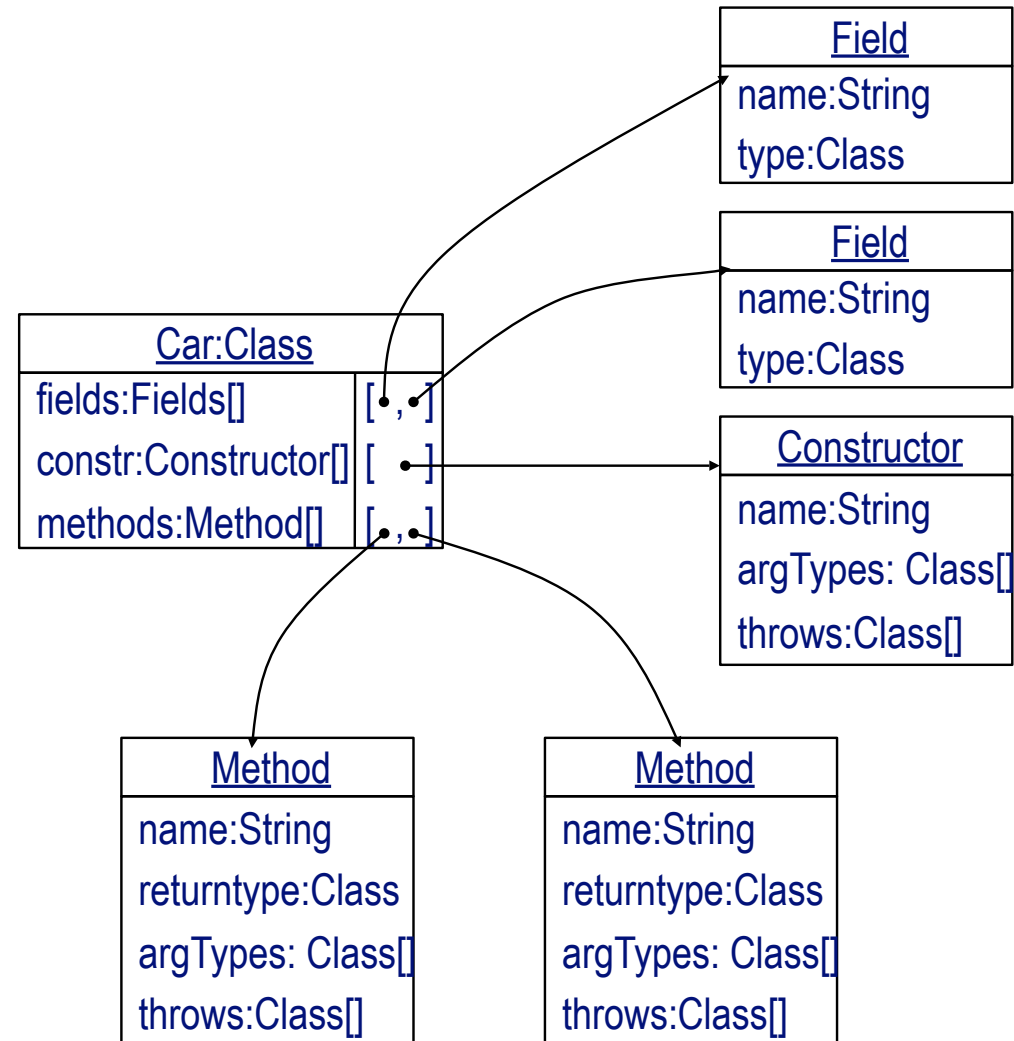 Field
name:String
type:Class
Field
name:String
type:Class
Car:Class
fields:Fields[] [ , ]
constr:Constructor[] [ ]
methods:Method[] [ , ]
Constructor
name:String
argTypes: Class[]
throws:Class[]
Method
name:String
returntype:Class
argTypes: Class[]
throws:Class[]
Method
name:String
returntype:Class
argTypes: Class[]
throws:Class[]